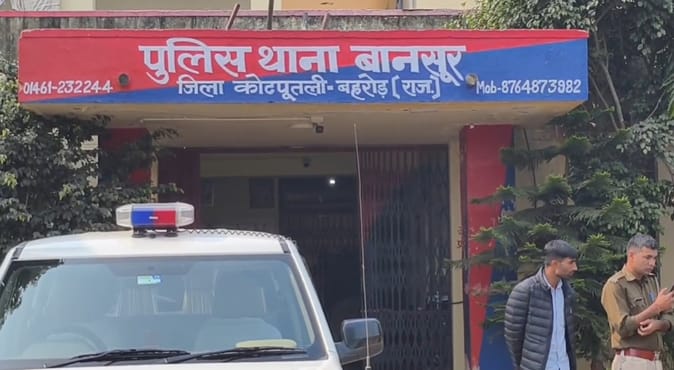 पुलिस थाना बानसूर
जिला कोटपूतली-बहरोड़ (राज.)
01461-232244
Mob-8764873982